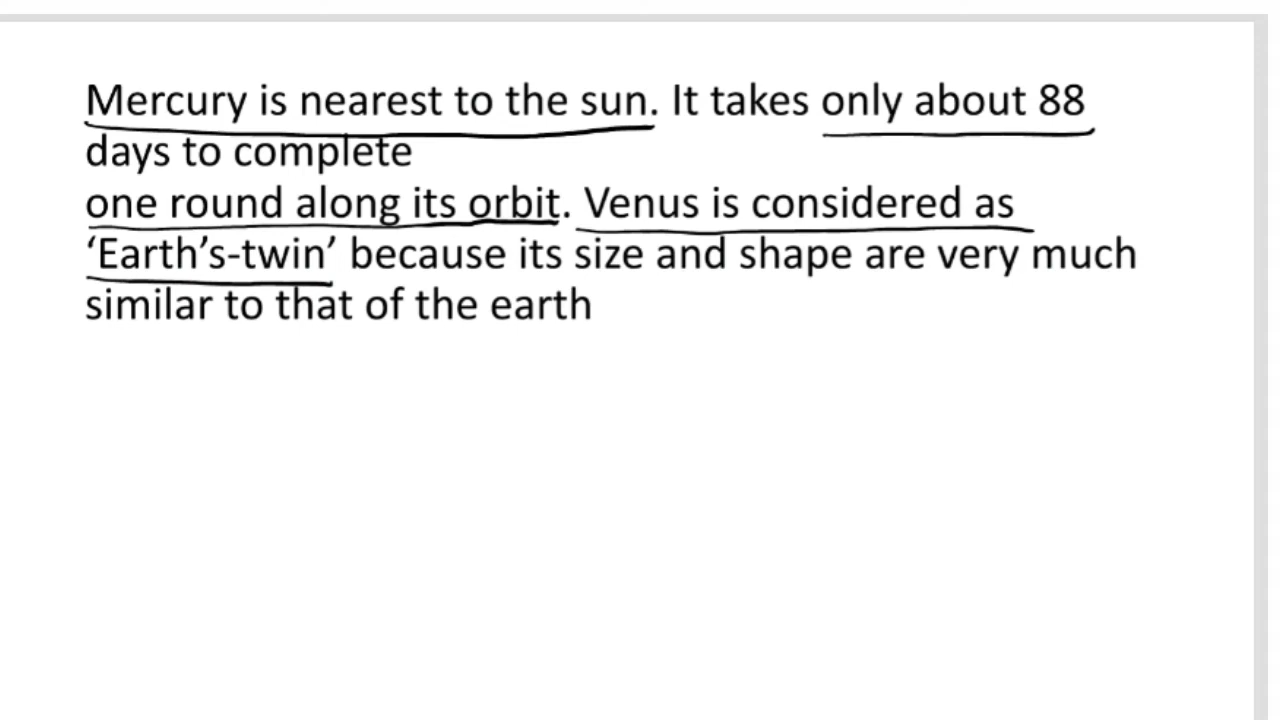 Mercury is nearest to the sun. It takes only about 88
days to complete
one round along its orbit. Venus is considered as
‘Earth’s-twin’ because its size and shape are very much
similar to that of the earth